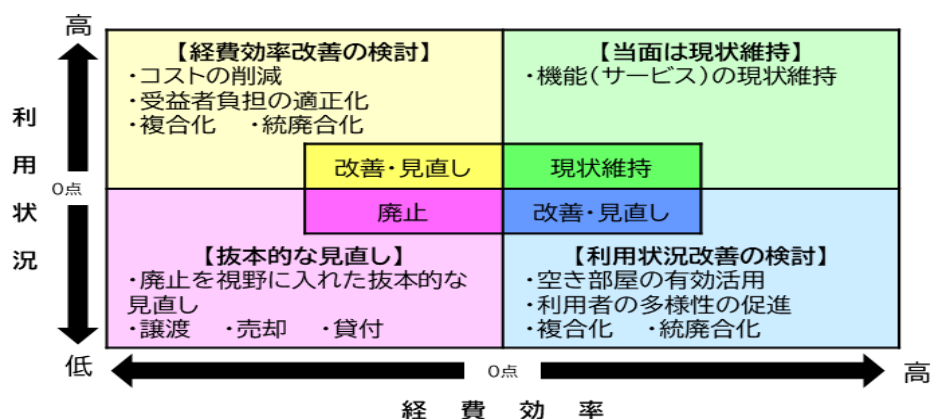 高
利用状況
0点
低
【経費効率改善の検討】
・コストの削減
・受益者負担の適正化
・複合化　・統廃合化
【当面は現状維持】
・機能(サービス)の現状維持
改善・見直し
現状維持
廃止
改善・見直し
【抜本的な見直し】
・廃止を視野に入れた抜本的な
見直し
・譲渡　・売却　・貸付
【利用状況改善の検討】
・空き部屋の有効活用
・利用者の多様性の促進
・複合化　・統廃合化
0点
高
経費効率